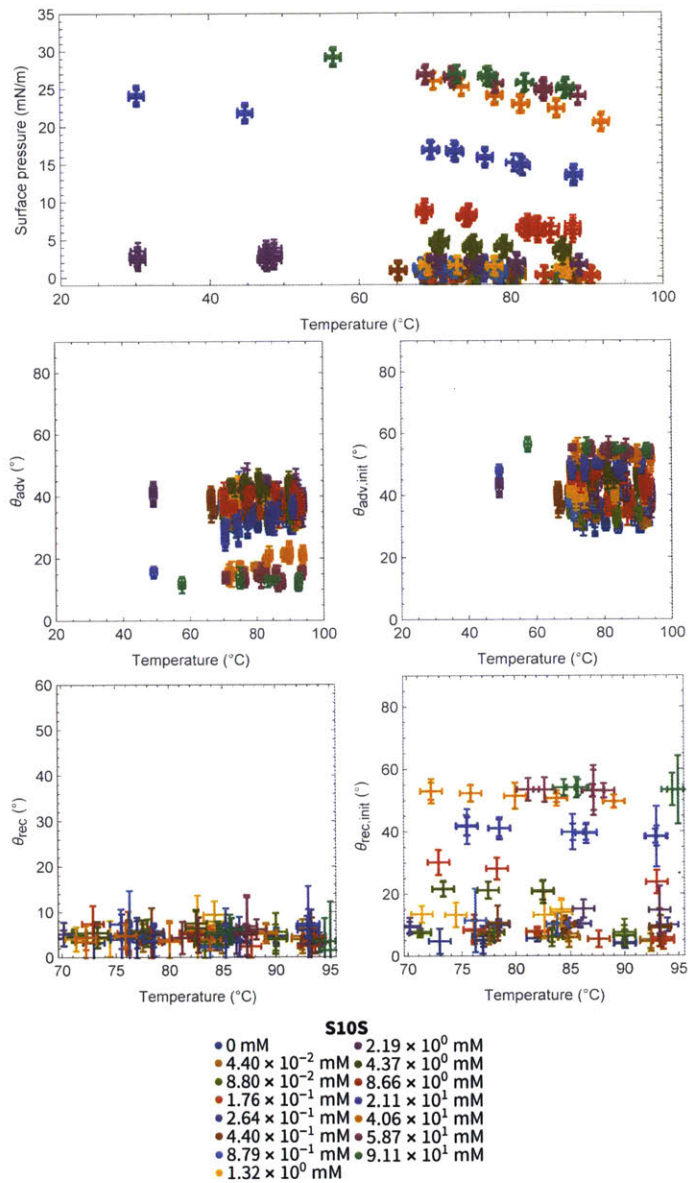 35
30
25
20
15
10
5
0
Surface pressure (mN/m)
20 40 60 80 100
Temperature (°C)
80
60
40
20
0
θadv (°)
20 40 60 80 100
Temperature (°C)
80
60
40
20
0
θadv,init (°)
20 40 60 80 100
Temperature (°C)
60
50
40
30
20
10
0
θrec (°)
70 75 80 85 90 95
Temperature (°C)
80
60
40
20
0
θrec,init (°)
70 75 80 85 90 95
Temperature (°C)
S10S
0 mM
4.40 × 10⁻² mM
8.80 × 10⁻² mM
1.76 × 10⁻¹ mM
2.64 × 10⁻¹ mM
4.40 × 10⁻¹ mM
8.79 × 10⁻¹ mM
1.32 × 10⁰ mM
2.19 × 10⁰ mM
4.37 × 10⁰ mM
8.66 × 10⁰ mM
2.11 × 10¹ mM
4.06 × 10¹ mM
5.87 × 10¹ mM
9.11 × 10¹ mM